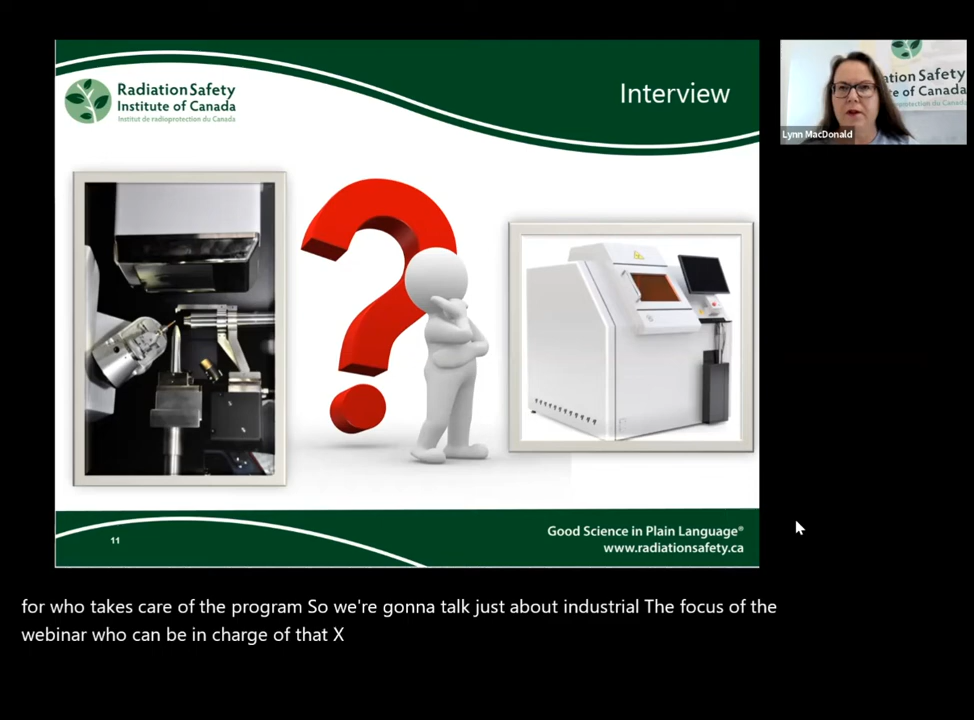 Radiation Safety
Institute of Canada
Institut de radioprotection du Canada
Interview
ation Safety
te of Canada
Lynn MacDonald
11
Good Science in Plain Language®
www.radiationsafety.ca
for who takes care of the program So we're gonna talk just about industrial The focus of the
webinar who can be in charge of that X